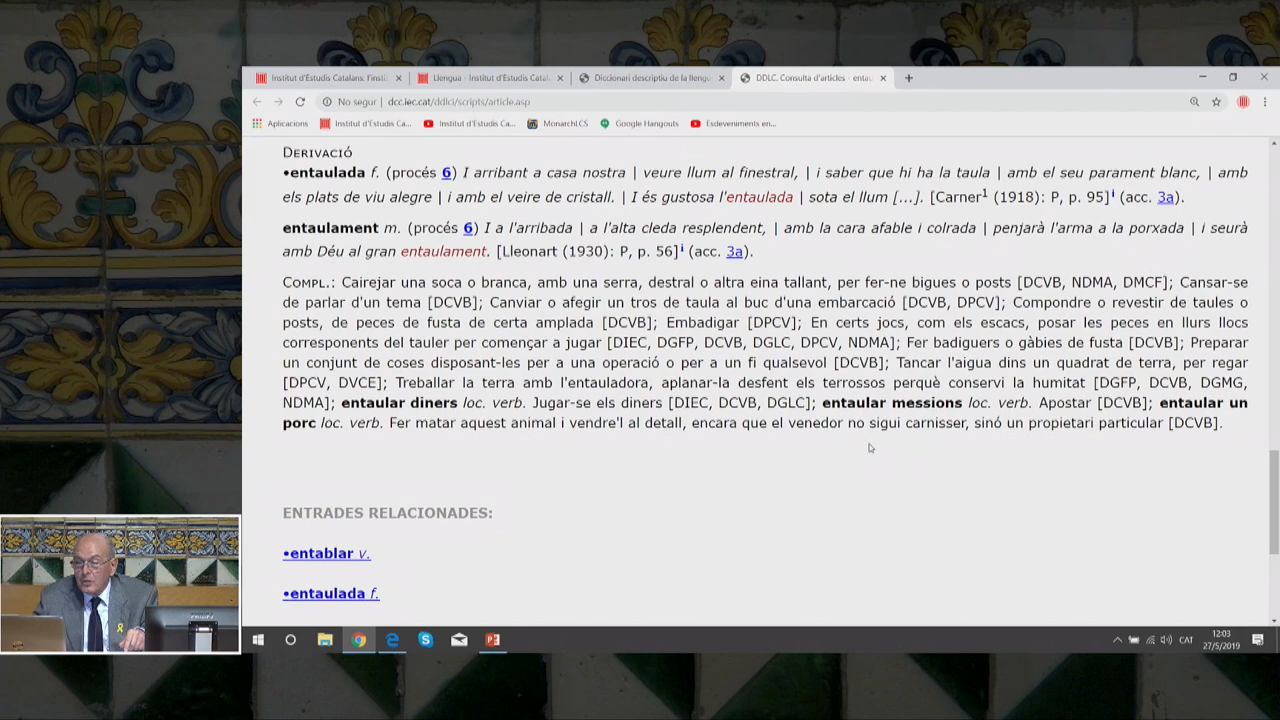 Institut d'Estudis Catalans: l'insti
Llengua - Institut d'Estudis Catal
Diccionari descriptiu de la llengu
DDLC. Consulta d'articles - entau
No segur | dcc.iec.cat/ddlci/scripts/article.asp
Aplicacions
Institut d'Estudis Ca...
Institut d'Estudis Ca...
MonarchLCS
Google Hangouts
Esdeveniments en...
DERIVACIÓ
•entaulada f. (procés 6) I arribant a casa nostra | veure llum al finestral, | i saber que hi ha la taula | amb el seu parament blanc, | amb
els plats de viu alegre | i amb el veire de cristall. | I és gustosa l'entaulada | sota el llum [...]. [Carner1 (1918): P, p. 95]i (acc. 3a).
entaulament m. (procés 6) I a l'arribada | a l'alta cleda resplendent, | amb la cara afable i colrada | penjarà l'arma a la porxada | i seurà
amb Déu al gran entaulament. [Lleonart (1930): P, p. 56]i (acc. 3a).
COMPL.: Cairejar una soca o branca, amb una serra, destral o altra eina tallant, per fer-ne bigues o posts [DCVB, NDMA, DMCF]; Cansar-se
de parlar d'un tema [DCVB]; Canviar o afegir un tros de taula al buc d'una embarcació [DCVB, DPCV]; Compondre o revestir de taules o
posts, de peces de fusta de certa amplada [DCVB]; Embadigar [DPCV]; En certs jocs, com els escacs, posar les peces en llurs llocs
corresponents del tauler per començar a jugar [DIEC, DGFP, DCVB, DGLC, DPCV, NDMA]; Fer badiguers o gàbies de fusta [DCVB]; Preparar
un conjunt de coses disposant-les per a una operació o per a un fi qualsevol [DCVB]; Tancar l'aigua dins un quadrat de terra, per regar
[DPCV, DVCE]; Treballar la terra amb l'entauladora, aplanar-la desfent els terrossos perquè conservi la humitat [DGFP, DCVB, DGMG,
NDMA]; entaular diners loc. verb. Jugar-se els diners [DIEC, DCVB, DGLC]; entaular messions loc. verb. Apostar [DCVB]; entaular un
porc loc. verb. Fer matar aquest animal i vendre'l al detall, encara que el venedor no sigui carnisser, sinó un propietari particular [DCVB].
ENTRADES RELACIONADES:
•entablar v.
•entaulada f.
CAT
12:03
27/5/2019
PHILIPS